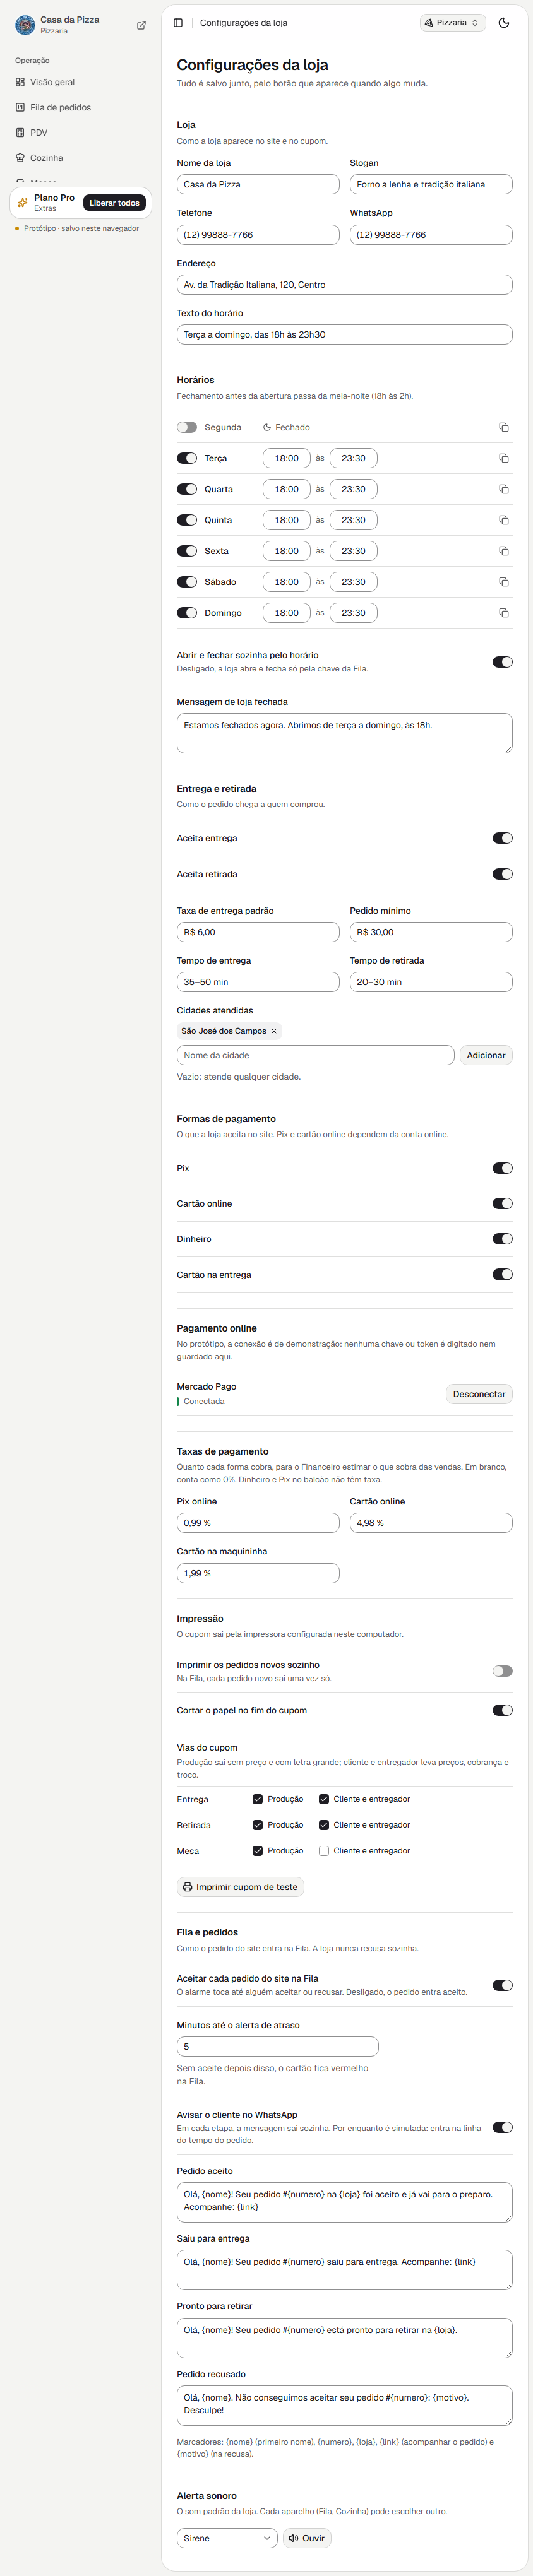 Casa da Pizza
Pizzaria
Operação
Visão geral
Fila de pedidos
PDV
Cozinha
Plano Pro
Extras
Liberar todos
Protótipo · salvo neste navegador
Configurações da loja
Pizzaria
Configurações da loja
Tudo é salvo junto, pelo botão que aparece quando algo muda.
Loja
Como a loja aparece no site e no cupom.
Nome da loja
Slogan
Casa da Pizza
Forno a lenha e tradição italiana
Telefone
WhatsApp
(12) 99888-7766
(12) 99888-7766
Endereço
Av. da Tradição Italiana, 120, Centro
Texto do horário
Terça a domingo, das 18h às 23h30
Horários
Fechamento antes da abertura passa da meia-noite (18h às 2h).
Segunda
Fechado
Terça 18:00 às 23:30
Quarta 18:00 às 23:30
Quinta 18:00 às 23:30
Sexta 18:00 às 23:30
Sábado 18:00 às 23:30
Domingo 18:00 às 23:30
Abrir e fechar sozinha pelo horário
Desligado, a loja abre e fecha só pela chave da Fila.
Mensagem de loja fechada
Estamos fechados agora. Abrimos de terça a domingo, às 18h.
Entrega e retirada
Como o pedido chega a quem comprou.
Aceita entrega
Aceita retirada
Taxa de entrega padrão
Pedido mínimo
R$ 6,00
R$ 30,00
Tempo de entrega
Tempo de retirada
35–50 min
20–30 min
Cidades atendidas
São José dos Campos ×
Nome da cidade
Adicionar
Vazio: atende qualquer cidade.
Formas de pagamento
O que a loja aceita no site. Pix e cartão online dependem da conta online.
Pix
Cartão online
Dinheiro
Cartão na entrega
Pagamento online
No protótipo, a conexão é de demonstração: nenhuma chave ou token é digitado nem
guardado aqui.
Mercado Pago
Conectada
Desconectar
Taxas de pagamento
Quanto cada forma cobra, para o Financeiro estimar o que sobra das vendas. Em branco,
conta como 0%. Dinheiro e Pix no balcão não têm taxa.
Pix online
Cartão online
0,99 %
4,98 %
Cartão na maquininha
1,99 %
Impressão
O cupom sai pela impressora configurada neste computador.
Imprimir os pedidos novos sozinho
Na Fila, cada pedido novo sai uma vez só.
Cortar o papel no fim do cupom
Vias do cupom
Produção sai sem preço e com letra grande; cliente e entregador leva preços, cobrança e
troco.
Entrega Produção Cliente e entregador
Retirada Produção Cliente e entregador
Mesa Produção Cliente e entregador
Imprimir cupom de teste
Fila e pedidos
Como o pedido do site entra na Fila. A loja nunca recusa sozinha.
Aceitar cada pedido do site na Fila
O alarme toca até alguém aceitar ou recusar. Desligado, o pedido entra aceito.
Minutos até o alerta de atraso
5
Sem aceite depois disso, o cartão fica vermelho
na Fila.
Avisar o cliente no WhatsApp
Em cada etapa, a mensagem sai sozinha. Por enquanto é simulada: entra na linha
do tempo do pedido.
Pedido aceito
Olá, {nome}! Seu pedido #{numero} na {loja} foi aceito e já vai para o preparo.
Acompanhe: {link}
Saiu para entrega
Olá, {nome}! Seu pedido #{numero} saiu para entrega. Acompanhe: {link}
Pronto para retirar
Olá, {nome}! Seu pedido #{numero} está pronto para retirar na {loja}.
Pedido recusado
Olá, {nome}. Não conseguimos aceitar seu pedido #{numero}: {motivo}.
Desculpe!
Marcadores: {nome} (primeiro nome), {numero}, {loja}, {link} (acompanhar o pedido) e
{motivo} (na recusa).
Alerta sonoro
O som padrão da loja. Cada aparelho (Fila, Cozinha) pode escolher outro.
Sirene
Ouvir